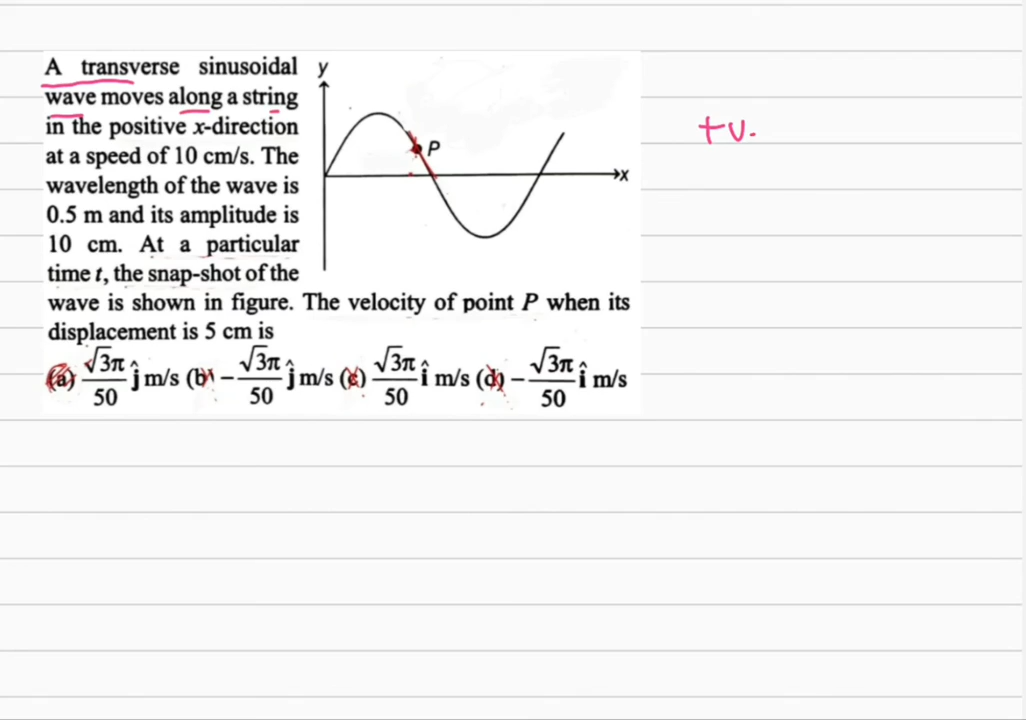 A transverse sinusoidal
wave moves along a string
in the positive x-direction
at a speed of 10 cm/s. The
wavelength of the wave is
0.5 m and its amplitude is
10 cm. At a particular
time t, the snap-shot of the
wave is shown in figure. The velocity of point P when its
displacement is 5 cm is
(a) √3π/50 ĵ m/s (b) −√3π/50 ĵ m/s (c) √3π/50 î m/s (d) −√3π/50 î m/s
y
P
x
+v.